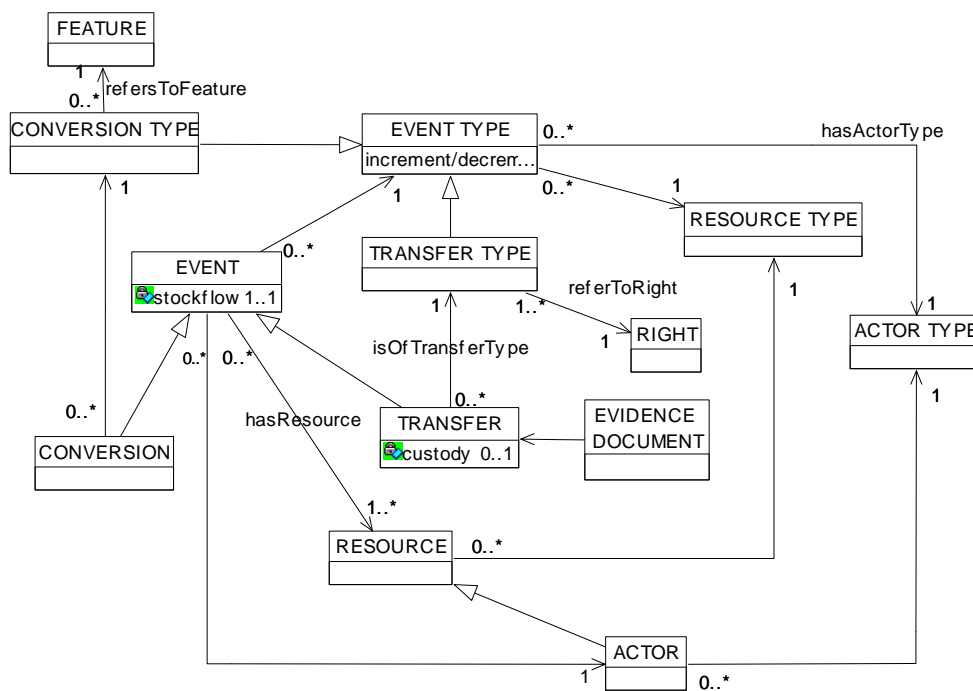 FEATURE
1
refersToFeature
0..*
CONVERSION TYPE
EVENT TYPE
0..*
hasActorType
increment/decrem...
1
1
0..*
1
RESOURCE TYPE
0..*
TRANSFER TYPE
EVENT
stockflow 1..1
1
1..*
referToRight
1
1
RIGHT
1
ACTOR TYPE
isOfTransferType
0..*
0..*
1
0..*
0..*
hasResource
TRANSFER
EVIDENCE
DOCUMENT
CONVERSION
custody 0..1
1..*
RESOURCE
0..*
ACTOR
1
0..*